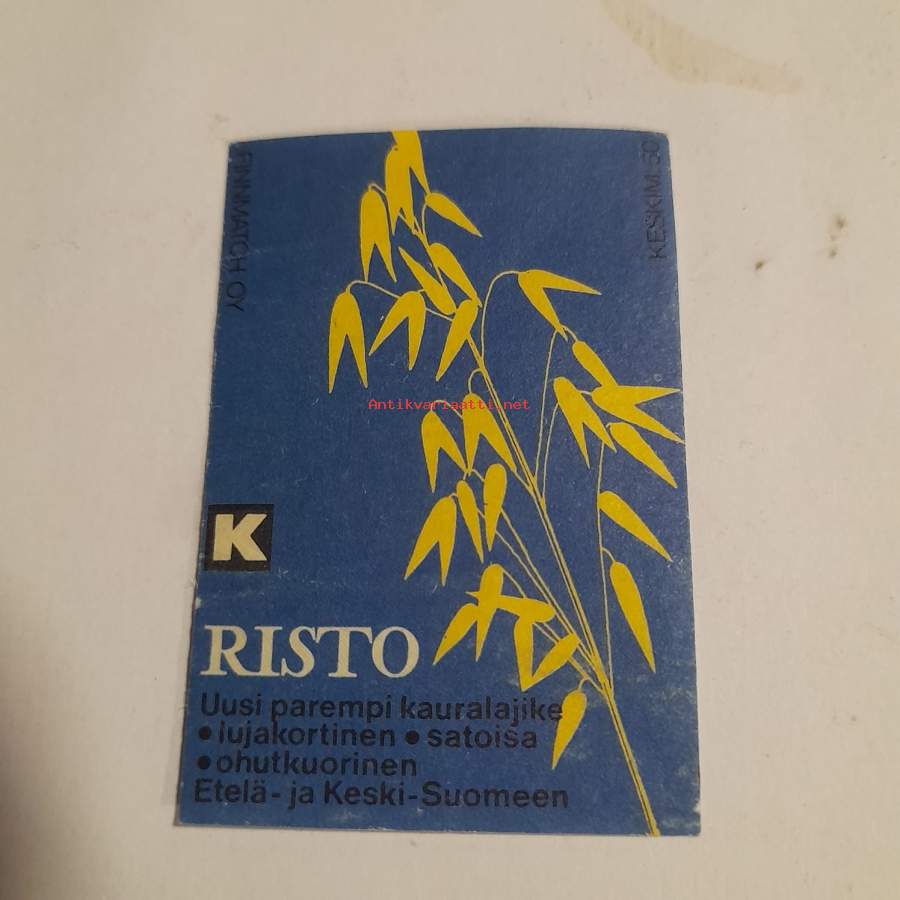 FINNMATCH OY
KESKIM. 50
Antikvariaatti.net
K
RISTO
Uusi parempi kauralajike
• lujakortinen • satoisa
• ohutkuorinen
Etelä- ja Keski-Suomeen